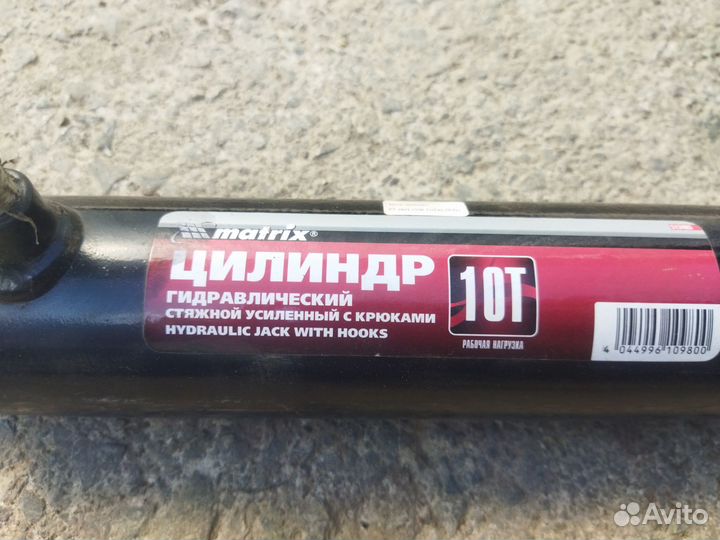 matrix®
ЦИЛИНДР
ГИДРАВЛИЧЕСКИЙ
СТЯЖНОЙ УСИЛЕННЫЙ С КРЮКАМИ
HYDRAULIC JACK WITH HOOKS
10Т
РАБОЧАЯ НАГРУЗКА
4 044996 109800
Avito